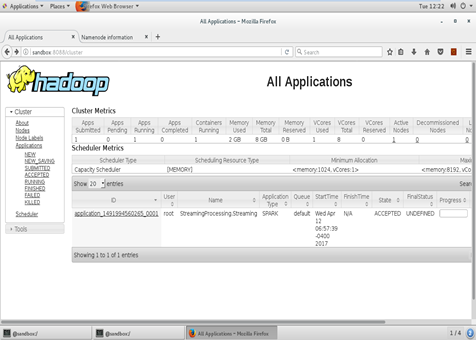 Applications Places Firefox Web Browser Tue 12:22
All Applications - Mozilla Firefox
All Applications Namenode information
sandbox:8088/cluster Search
hadoop
All Applications
Cluster
About
Nodes
Node Labels
Applications
NEW
NEW_SAVING
SUBMITTED
ACCEPTED
RUNNING
FINISHED
FAILED
KILLED
Scheduler
Tools
Cluster Metrics
Apps Submitted Apps Pending Apps Running Apps Completed Containers Running Memory Used Memory Total Memory Reserved VCores Used VCores Total VCores Reserved Active Nodes Decommissioned Nodes L
1 0 1 0 1 2 GB 8 GB 0 B 1 8 0 1 0
Scheduler Metrics
Scheduler Type Scheduling Resource Type Minimum Allocation Maxi
Capacity Scheduler [MEMORY] <memory:1024, vCores:1> <memory:8192, vCo
Show 20 entries Sear
ID User Name Application Type Queue StartTime FinishTime State FinalStatus Progress
application_1491994560265_0001 root StreamingProcessing.Streaming SPARK default Wed Apr 12 06:57:39 -0400 2017 N/A ACCEPTED UNDEFINED
Showing 1 to 1 of 1 entries
@sandbox:/ @sandbox:/ All Applications - Mozilla Firefox 1 / 4